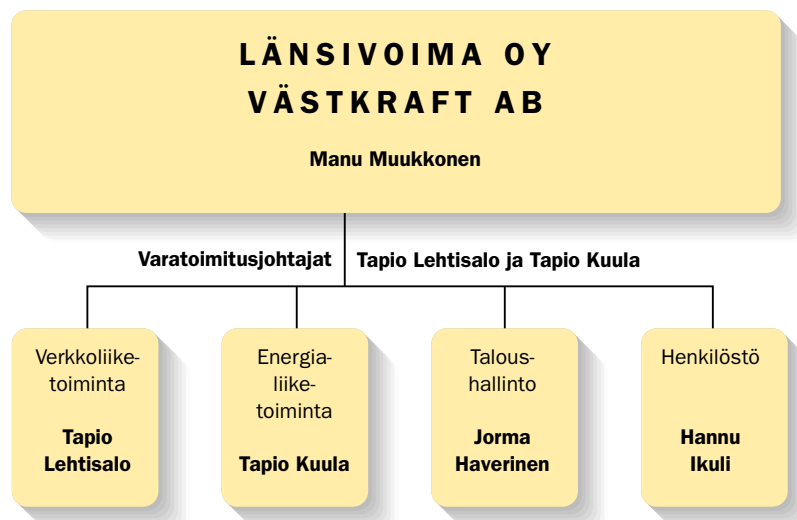 LÄNSIVOIMA OY
VÄSTKRAFT AB
Manu Muukkonen
Varatoimitusjohtajat Tapio Lehtisalo ja Tapio Kuula
Verkkoliike-
toiminta
Tapio
Lehtisalo
Energia-
liike-
toiminta
Tapio Kuula
Talous-
hallinto
Jorma
Haverinen
Henkilöstö
Hannu
Ikuli